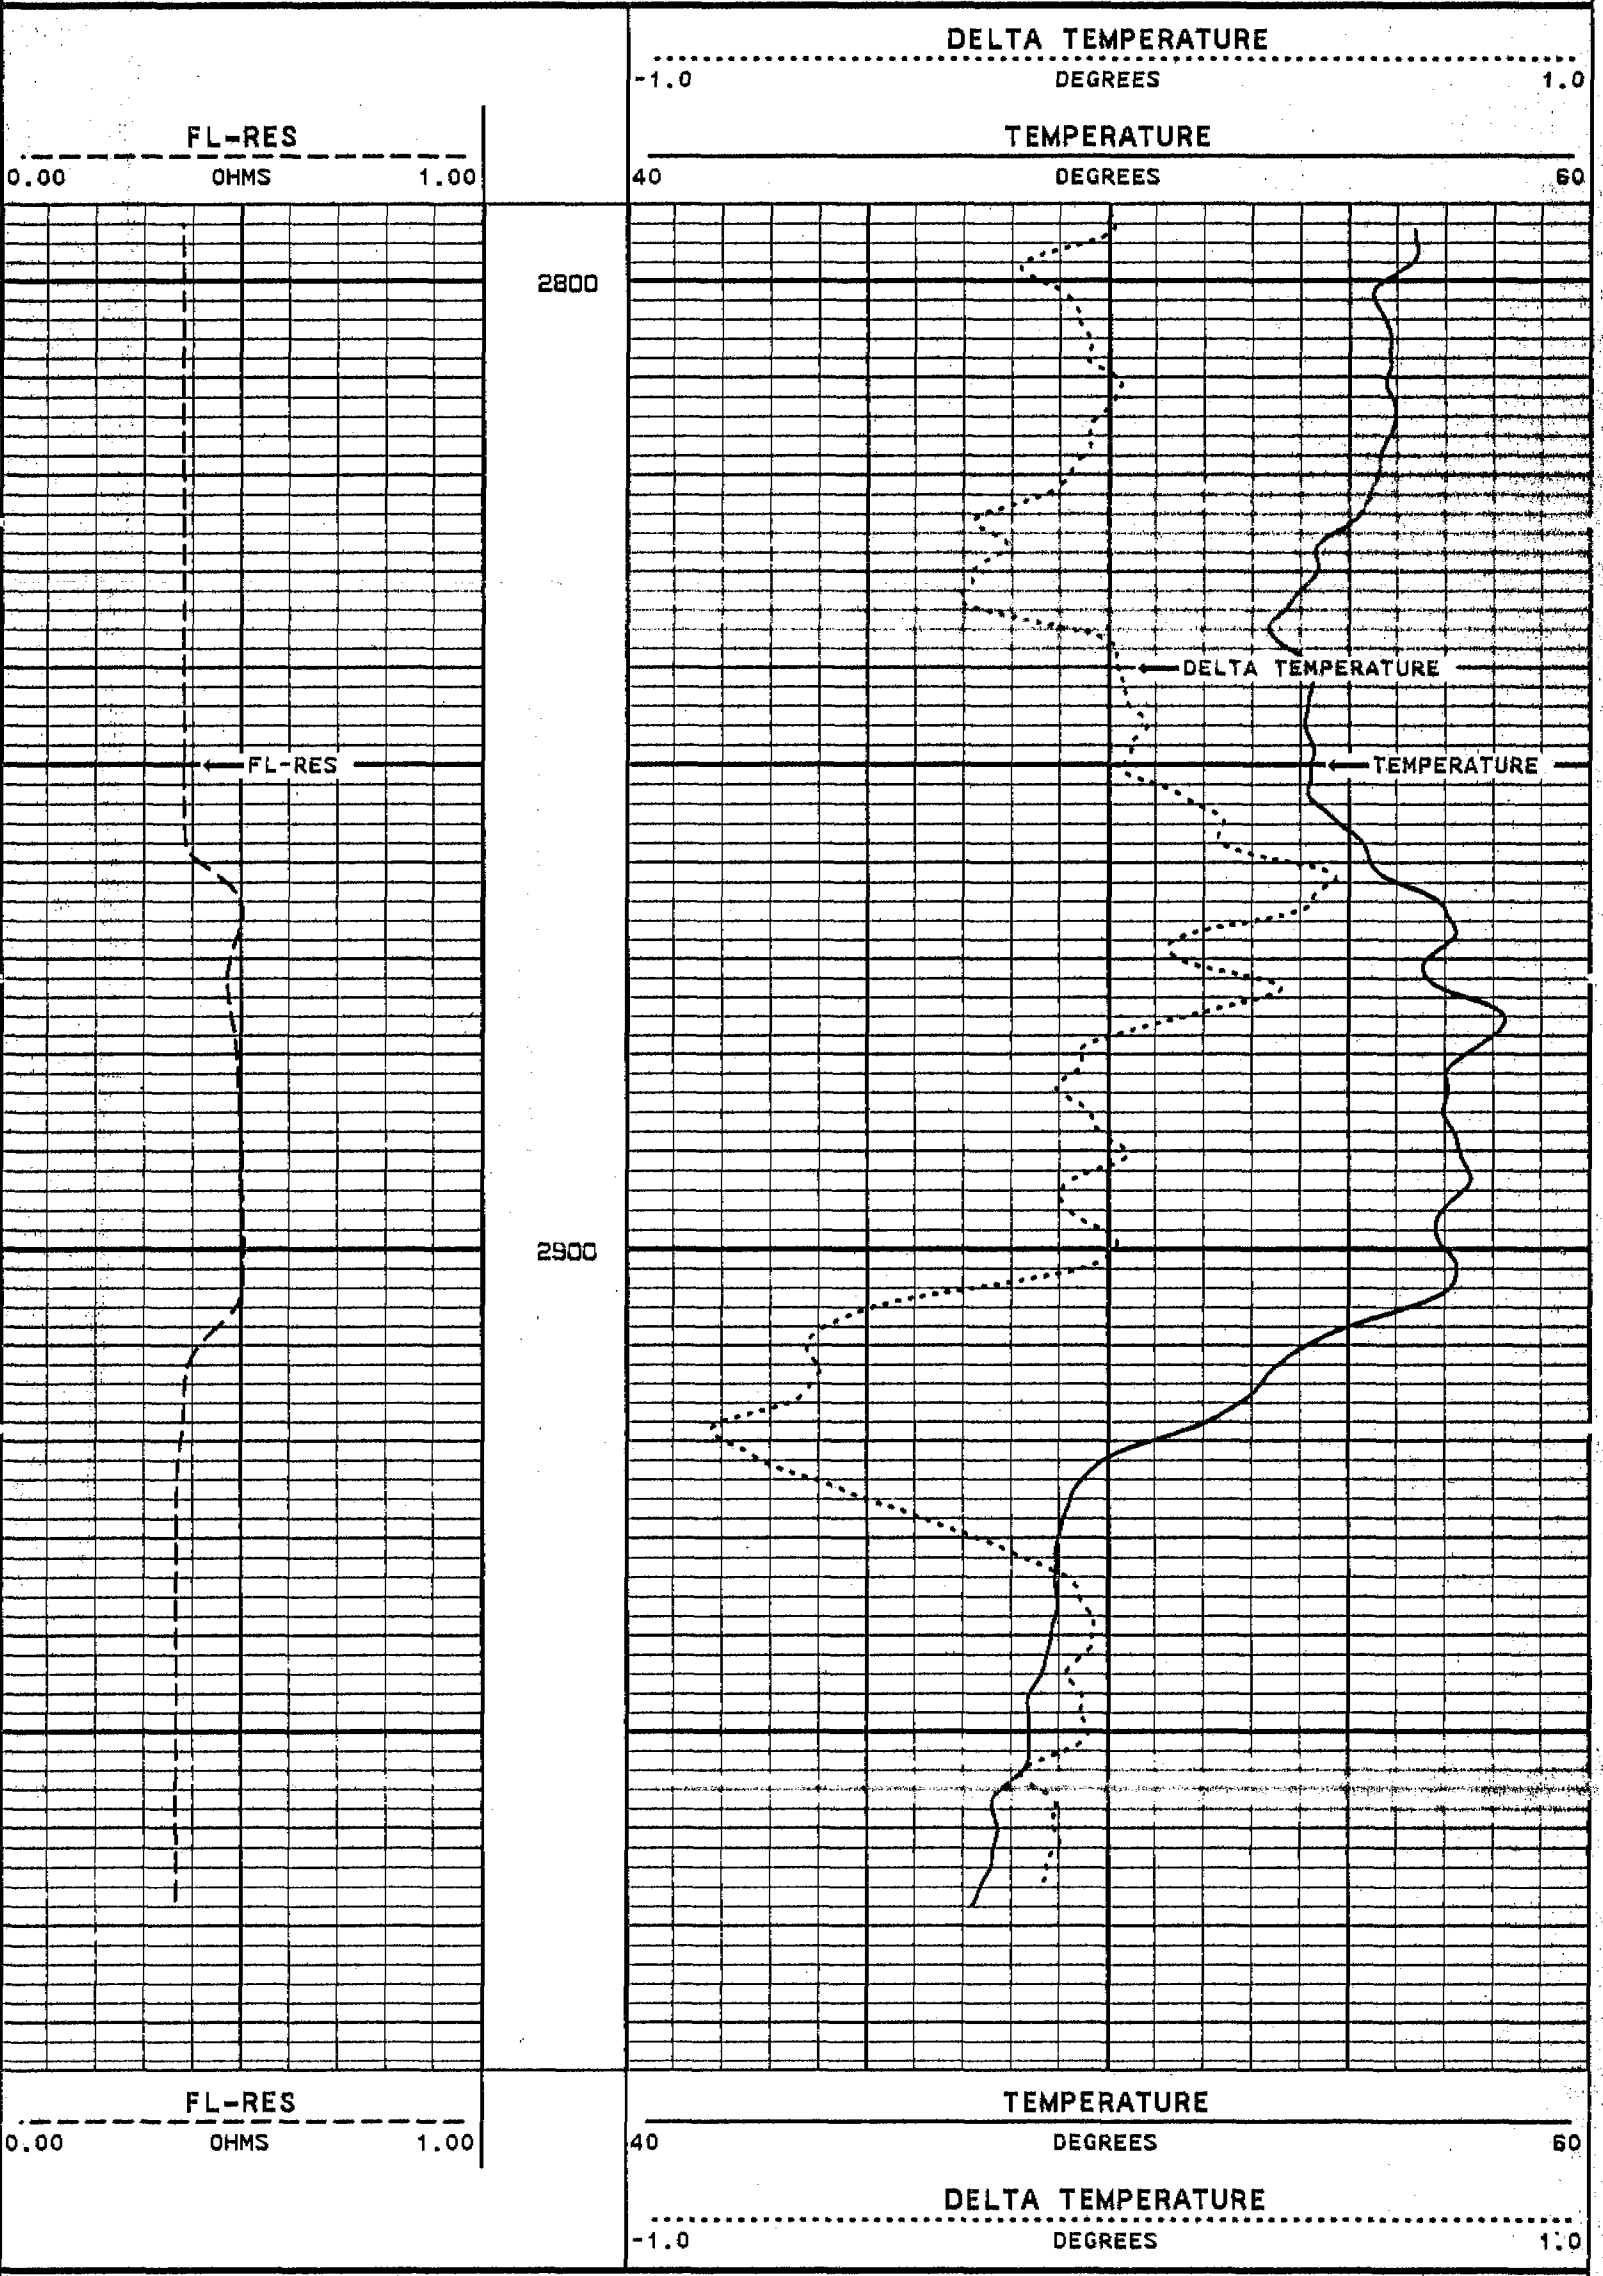 DELTA TEMPERATURE
-1.0 DEGREES 1.0
FL-RES TEMPERATURE
0.00 OHMS 1.00 40 DEGREES 60
2800
DELTA TEMPERATURE
FL-RES TEMPERATURE
2900
FL-RES TEMPERATURE
0.00 OHMS 1.00 40 DEGREES 60
DELTA TEMPERATURE
-1.0 DEGREES 1.0